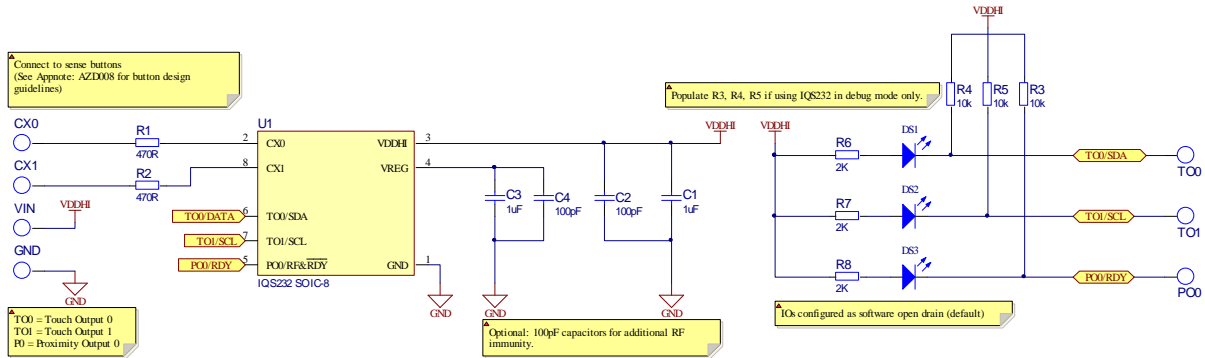 Connect to sense buttons
(See Appnote: AZD008 for button design
guidelines)
CX0
R1
470R
CX1
R2
470R
VIN
VDDHI
GND
GND
TO0 = Touch Output 0
TO1 = Touch Output 1
P0 = Proximity Output 0
U1
2
CX0
8
CX1
TO0/DATA
6
TO0/SDA
TO1/SCL
7
TO1/SCL
PO0/RDY
5
PO0/RF&RDY
VDDHI
3
VREG
4
GND
1
IQS232 SOIC-8
GND
VDDHI
C3
1uF
C4
100pF
C2
100pF
C1
1uF
GND
GND
Optional: 100pF capacitors for additional RF
immunity.
Populate R3, R4, R5 if using IQS232 in debug mode only.
VDDHI
R4
10k
R5
10k
R3
10k
VDDHI
R6
2K
DS1
TO0/SDA
TO0
R7
2K
DS2
TO1/SCL
TO1
R8
2K
DS3
PO0/RDY
PO0
IOs configured as software open drain (default)